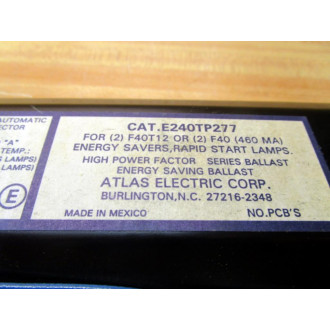 AUTOMATIC
CAT.E240TP277
FOR (2) F40T12 OR (2) F40 (460 MA)
"A"
ENERGY SAVERS,RAPID START LAMPS.
TEMP:
LAMPS)
HIGH POWER FACTOR SERIES BALLAST
LAMPS)
ENERGY SAVING BALLAST
ATLAS ELECTRIC CORP.
E
BURLINGTON,N.C. 27216-2348
MADE IN MEXICO NO.PCB'S